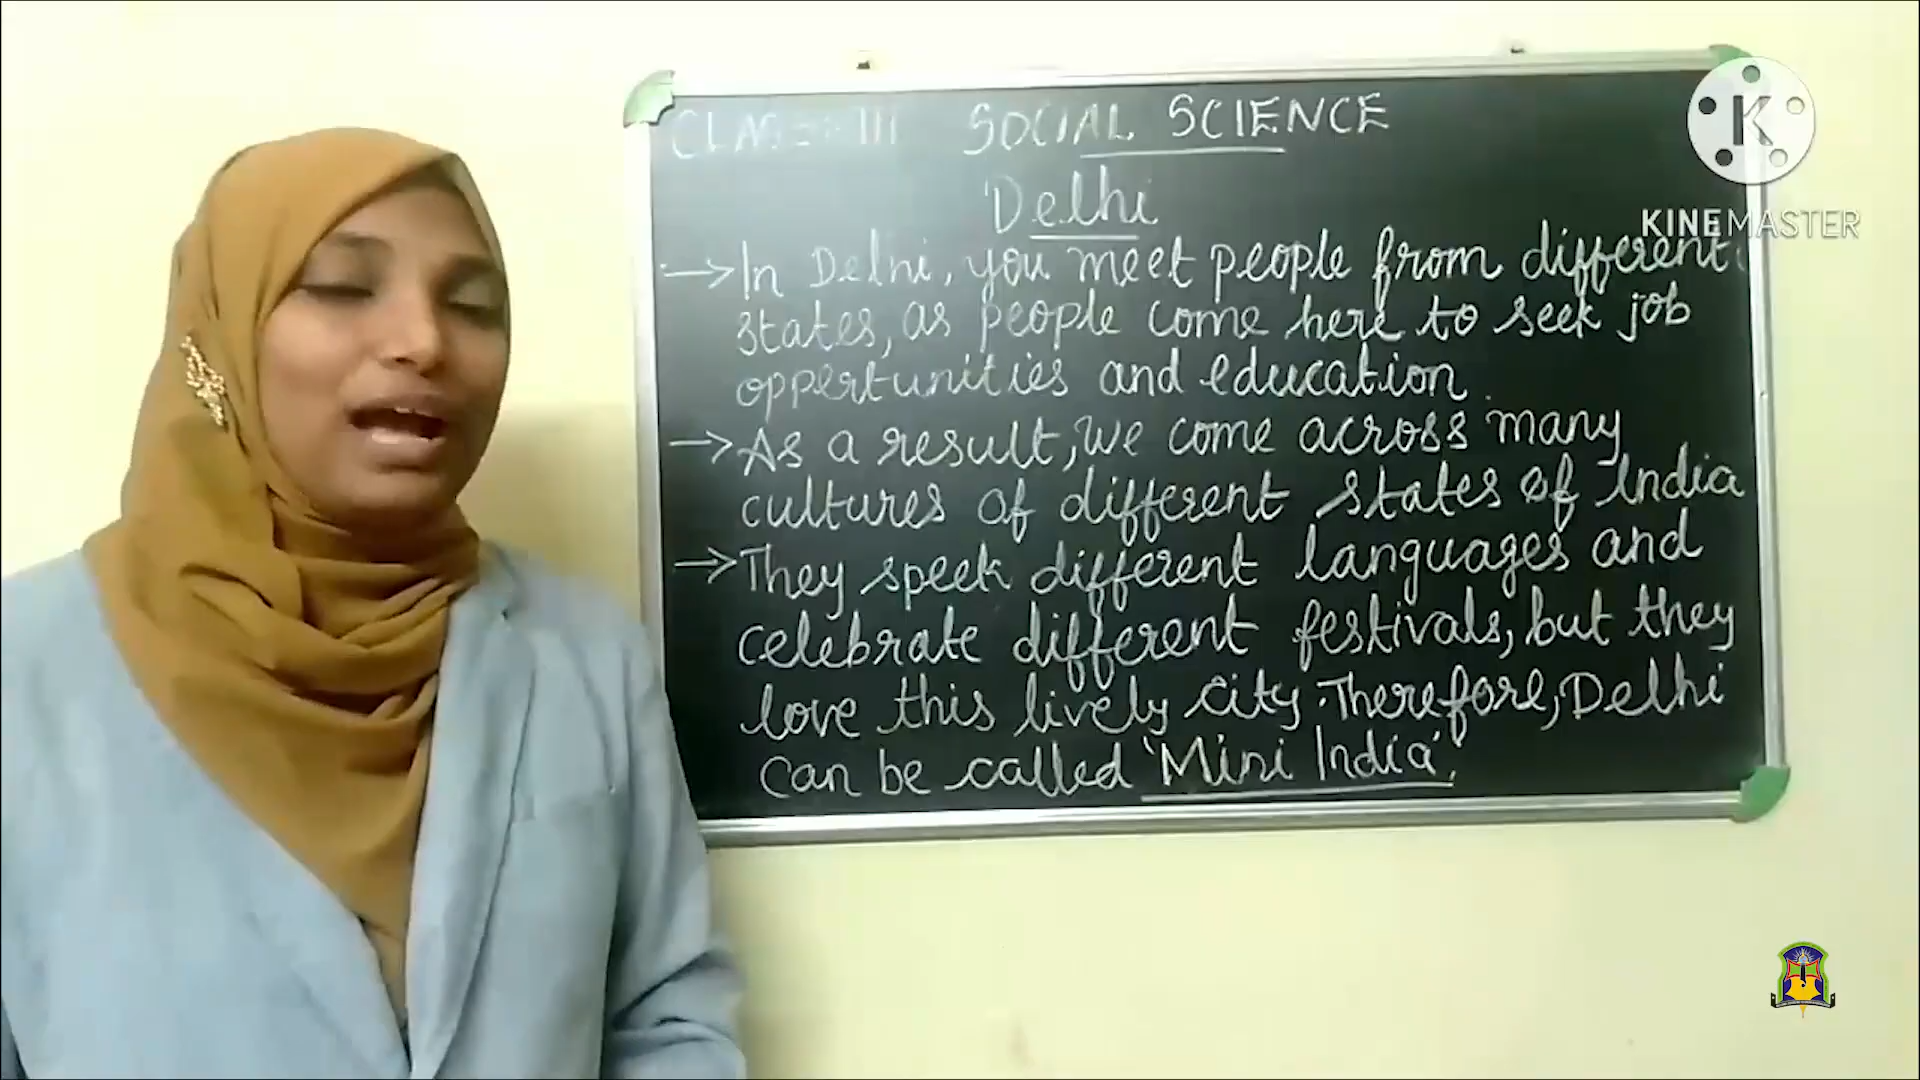 CLASS-III SOCIAL SCIENCE
Delhi
→ In Delhi, you meet people from different
states, as people come here to seek job
oppertunities and education.
→ As a result, we come across many
cultures of different states of India
→ They speek different languages and
celebrate different festivals, but they
love this lively city. Therefore, Delhi
can be called 'Mini India'.
K
KINEMASTER